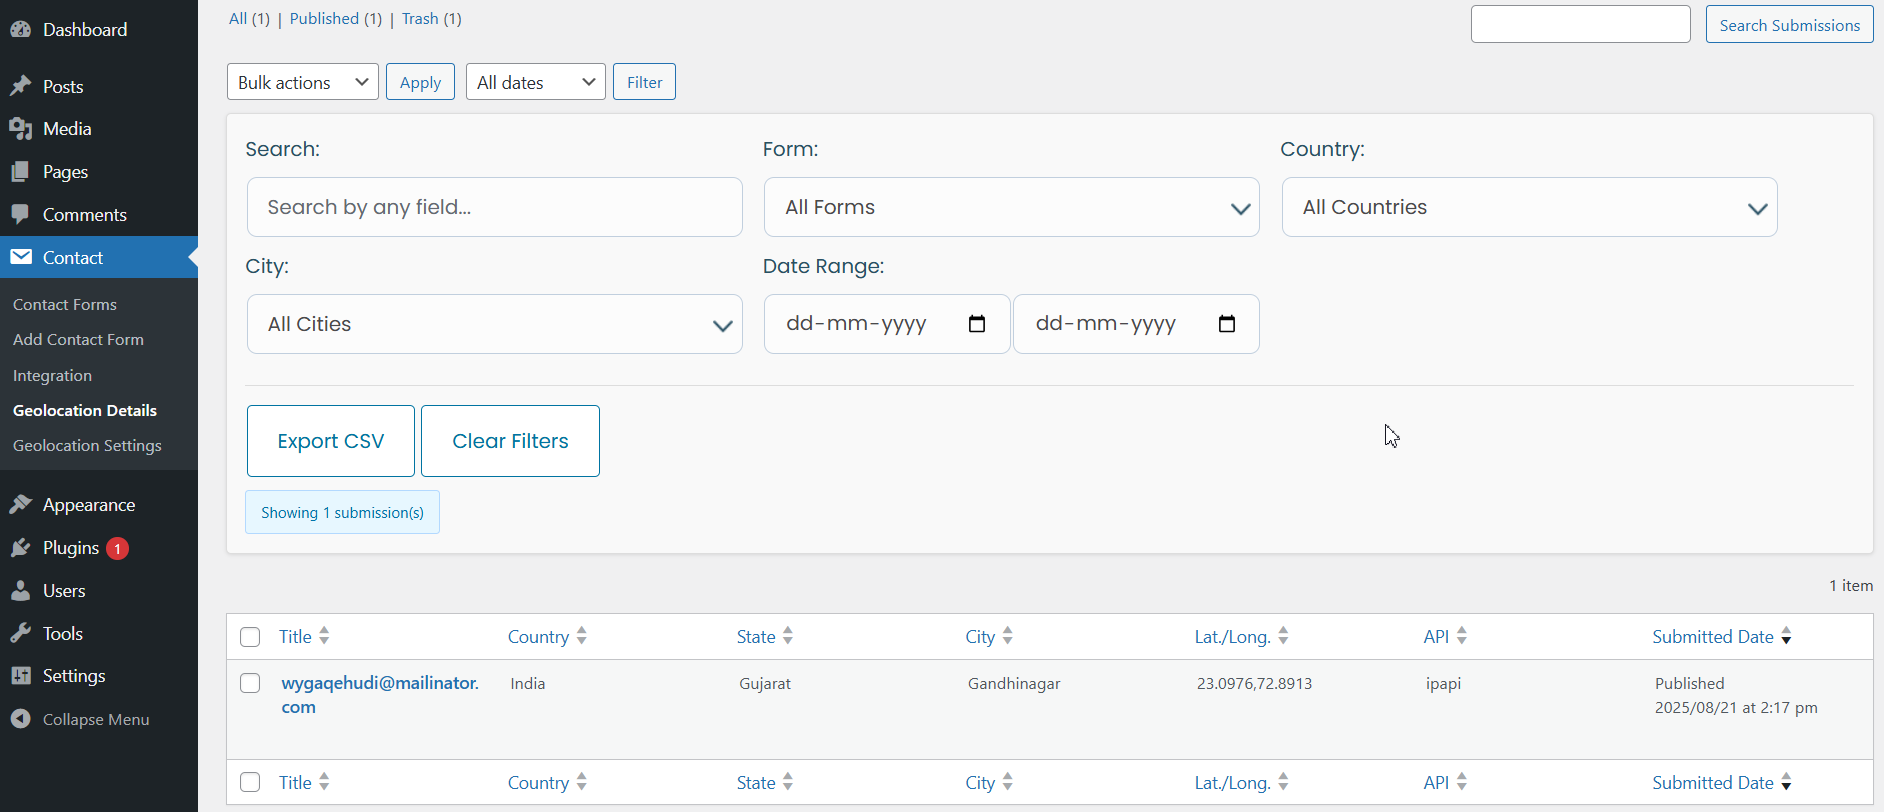 Dashboard
Posts
Media
Pages
Comments
Contact
Contact Forms
Add Contact Form
Integration
Geolocation Details
Geolocation Settings
Appearance
Plugins 1
Users
Tools
Settings
Collapse Menu
All (1) | Published (1) | Trash (1)
Search Submissions
Bulk actions Apply All dates Filter
Search: Form: Country:
Search by any field... All Forms All Countries
City: Date Range:
All Cities dd-mm-yyyy dd-mm-yyyy
Export CSV Clear Filters
Showing 1 submission(s)
1 item
Title Country State City Lat./Long. API Submitted Date
wygaqehudi@mailinator. India Gujarat Gandhinagar 23.0976,72.8913 ipapi Published
com 2025/08/21 at 2:17 pm
Title Country State City Lat./Long. API Submitted Date